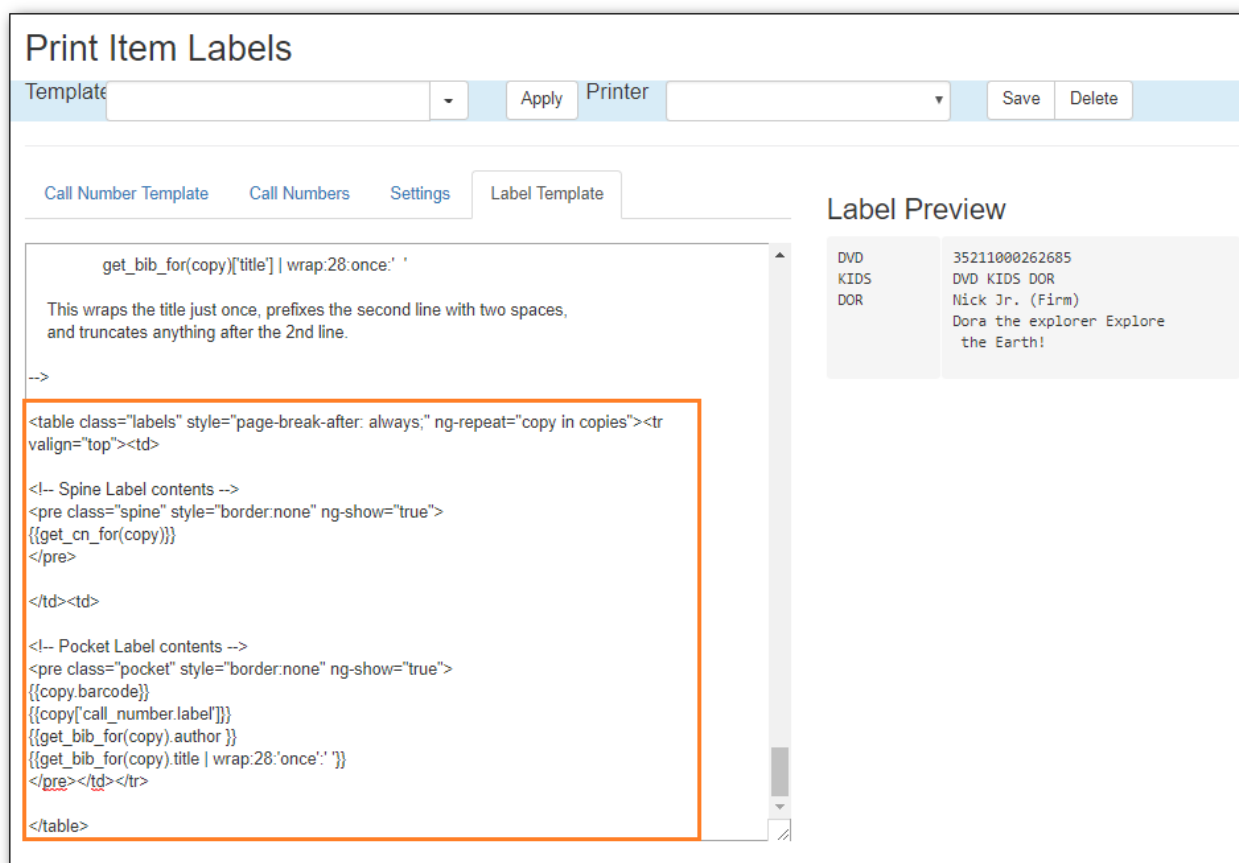 Print Item Labels
Template Apply Printer Save Delete
Call Number Template Call Numbers Settings Label Template
get_bib_for(copy)['title'] | wrap:28:once:'  '
This wraps the title just once, prefixes the second line with two spaces,
and truncates anything after the 2nd line.
-->
<table class="labels" style="page-break-after: always;" ng-repeat="copy in copies"><tr
valign="top"><td>
<!-- Spine Label contents -->
<pre class="spine" style="border:none" ng-show="true">
{{get_cn_for(copy)}}
</pre>
</td><td>
<!-- Pocket Label contents -->
<pre class="pocket" style="border:none" ng-show="true">
{{copy.barcode}}
{{copy['call_number.label']}}
{{get_bib_for(copy).author }}
{{get_bib_for(copy).title | wrap:28:'once':' '}}
</pre></td></tr>
</table>
Label Preview
DVD
KIDS
DOR
35211000262685
DVD KIDS DOR
Nick Jr. (Firm)
Dora the explorer Explore
the Earth!